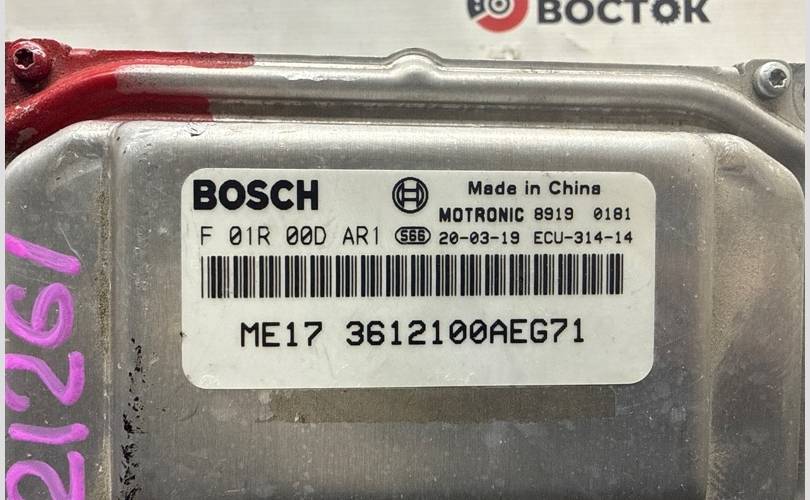 ВОСТОК
BOSCH
Made in China
MOTRONIC 8919 0181
F 01R 00D AR1 S66 20-03-19 ECU-314-14
ME17 3612100AEG71
21261